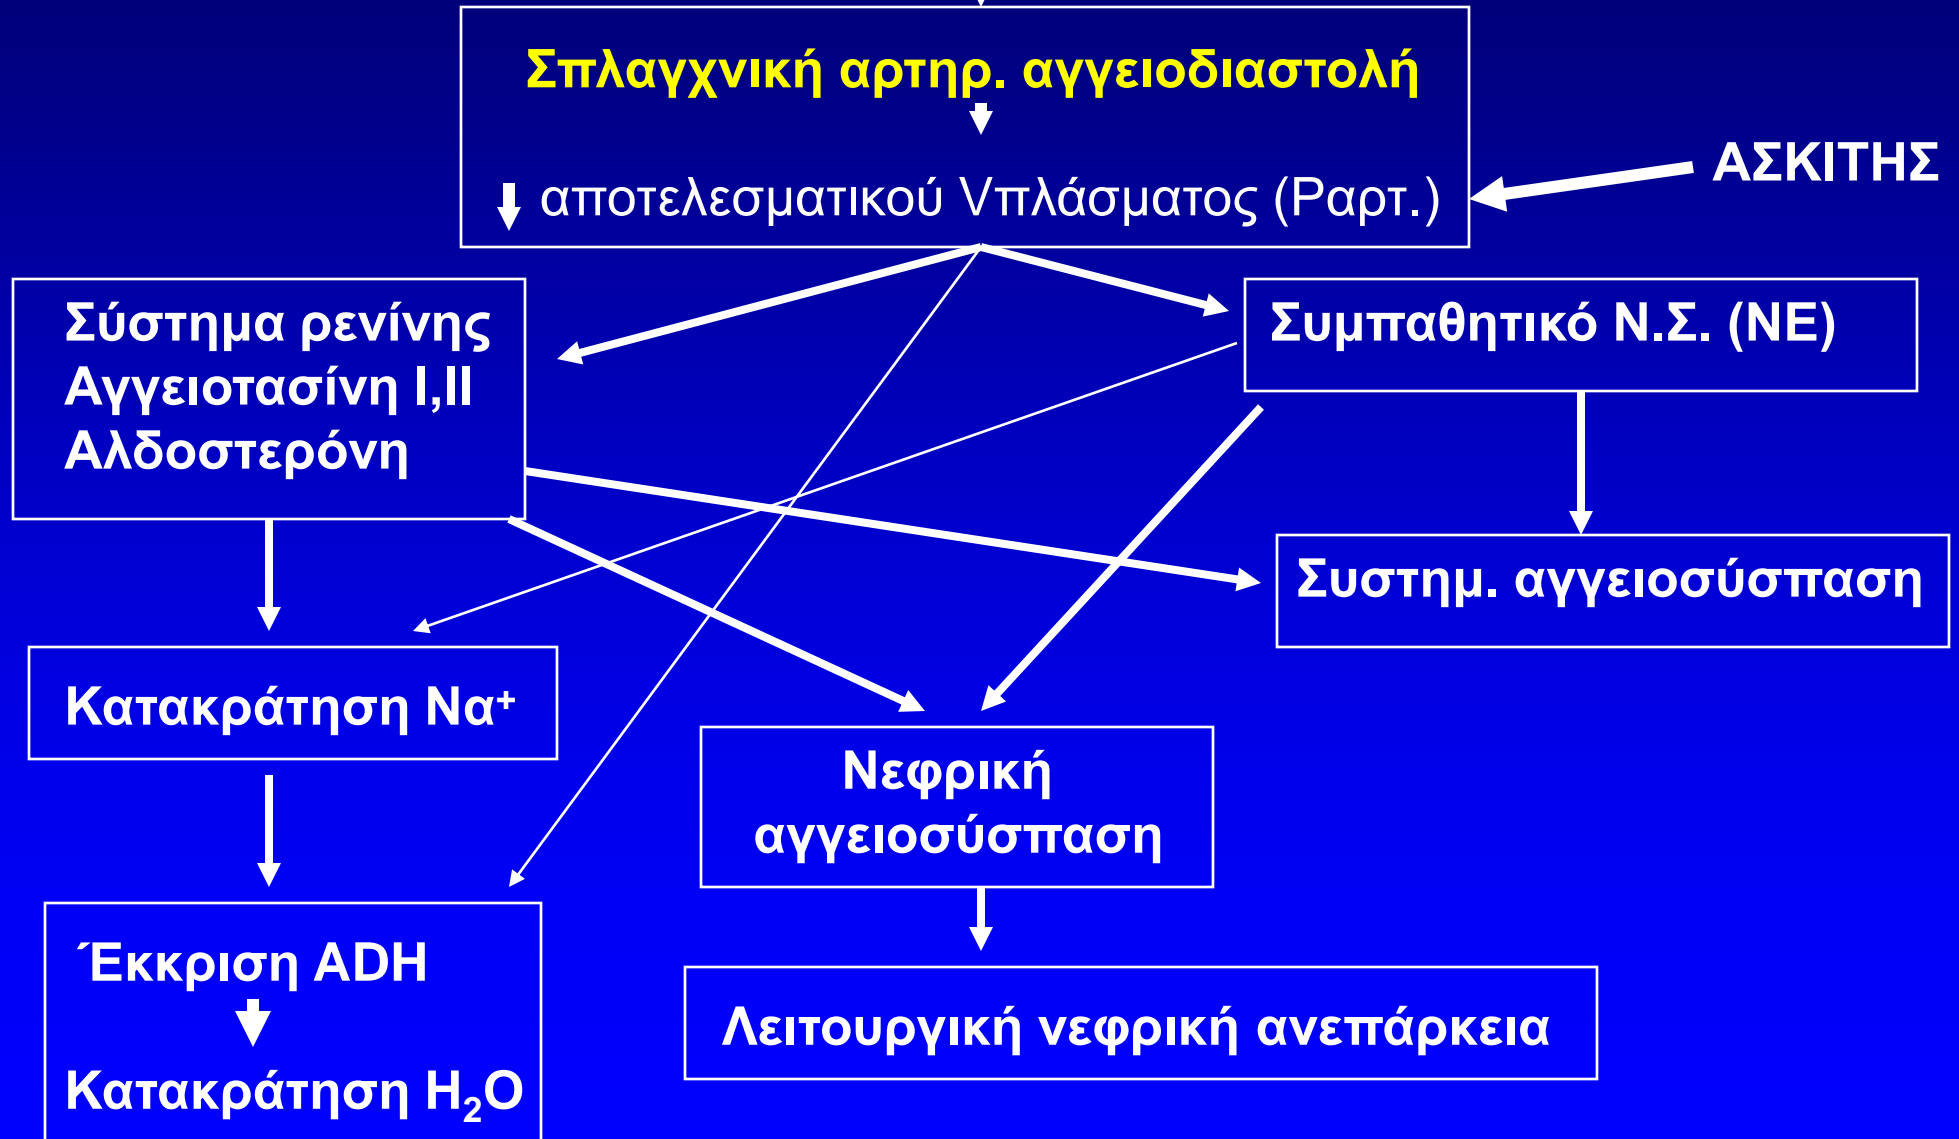 Σπλαγχνική αρτηρ. αγγειοδιαστολή
αποτελεσματικού Vπλάσματος (Pαρτ.)
ΑΣΚΙΤΗΣ
Σύστημα ρενίνης
Αγγειοτασίνη I,II
Αλδοστερόνη
Συμπαθητικό Ν.Σ. (ΝΕ)
Συστημ. αγγειοσύσπαση
Κατακράτηση Να⁺
Νεφρική
αγγειοσύσπαση
Έκκριση ADH
Κατακράτηση H₂O
Λειτουργική νεφρική ανεπάρκεια